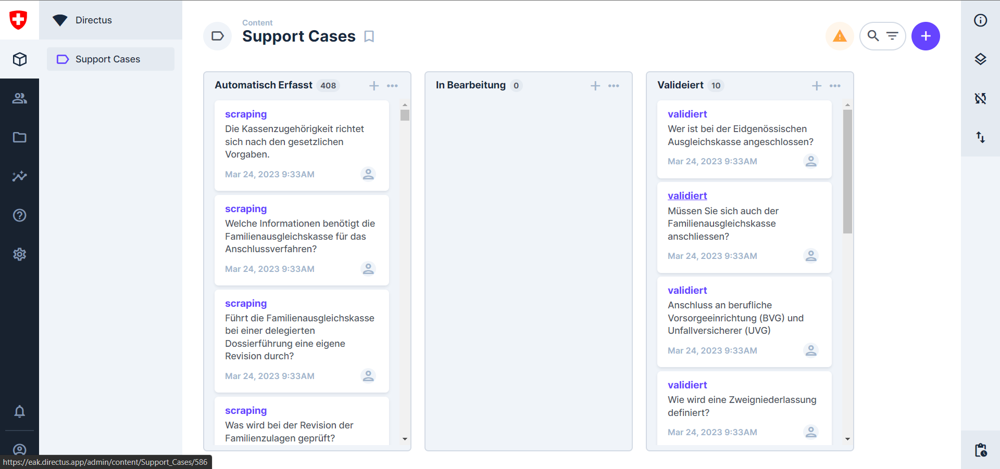 Directus
Support Cases
Content
Support Cases
Automatisch Erfasst 408
scraping
Die Kassenzugehörigkeit richtet
sich nach den gesetzlichen
Vorgaben.
Mar 24, 2023 9:33AM
scraping
Welche Informationen benötigt die
Familienausgleichskasse für das
Anschlussverfahren?
Mar 24, 2023 9:33AM
scraping
Führt die Familienausgleichskasse
bei einer delegierten
Dossierführung eine eigene
Revision durch?
Mar 24, 2023 9:33AM
scraping
Was wird bei der Revision der
Familienzulagen geprüft?
In Bearbeitung 0
Valideiert 10
validiert
Wer ist bei der Eidgenössischen
Ausgleichskasse angeschlossen?
Mar 24, 2023 9:33AM
validiert
Müssen Sie sich auch der
Familienausgleichskasse
anschliessen?
Mar 24, 2023 9:33AM
validiert
Anschluss an berufliche
Vorsorgeeinrichtung (BVG) und
Unfallversicherer (UVG)
Mar 24, 2023 9:33AM
validiert
Wie wird eine Zweigniederlassung
definiert?
Mar 24, 2023 9:33AM
https://eak.directus.app/admin/content/Support_Cases/586